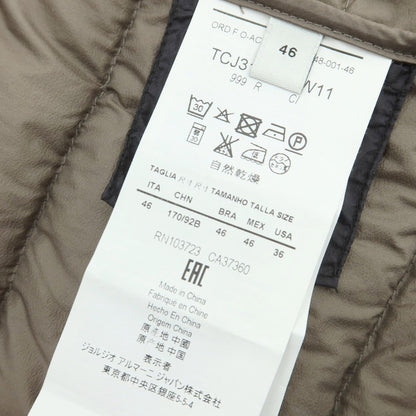 ORD.F.O-AC
48-001-46
46
TCJ3
W11
999 R
30
P
自然乾燥
TAGLIA
TAMANHO TALLA SIZE
ITA CHN BRA MEX USA
46 170/92B 46 46 36
RN103723 CA37360
EAC
Made in China
Fabriqué en Chine
Hecho En China
Origem China
原产地 中国
原產地 中國
表示者
ジョルジオ アルマーニ ジャパン株式会社
東京都中央区銀座5-5-4